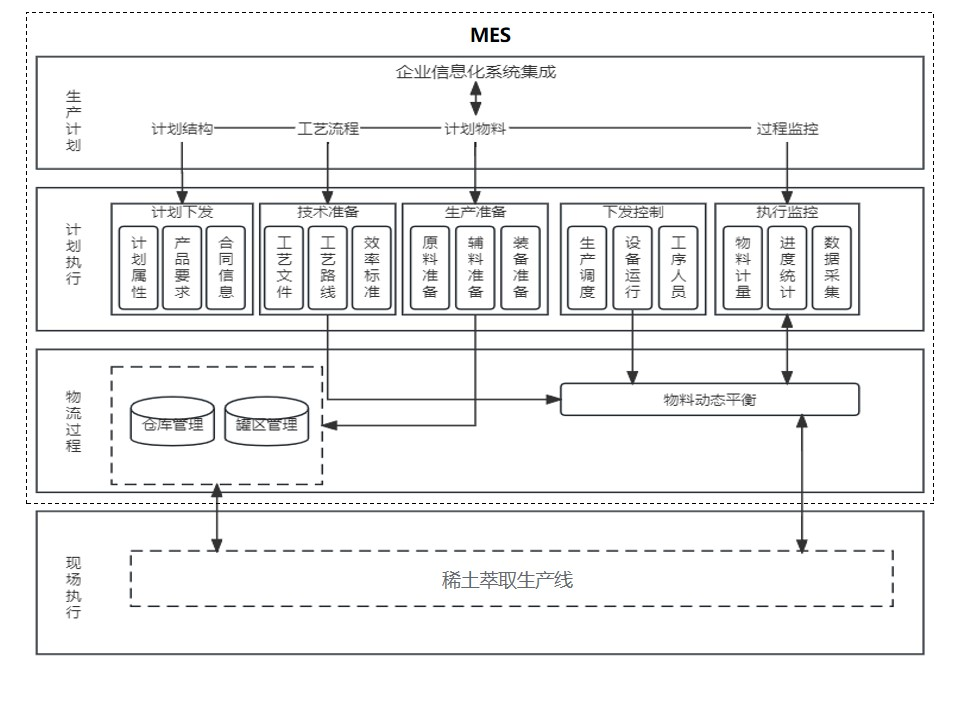 MES
企业信息化系统集成
生产计划
计划结构
工艺流程
计划物料
过程监控
计划执行
计划下发
技术准备
生产准备
下发控制
执行监控
计划属性
产品要求
合同信息
工艺文件
工艺路线
效率标准
原料准备
辅料准备
装备准备
生产调度
设备运行
工序人员
物料计量
进度统计
数据采集
物流过程
仓库管理
罐区管理
物料动态平衡
现场执行
稀土萃取生产线